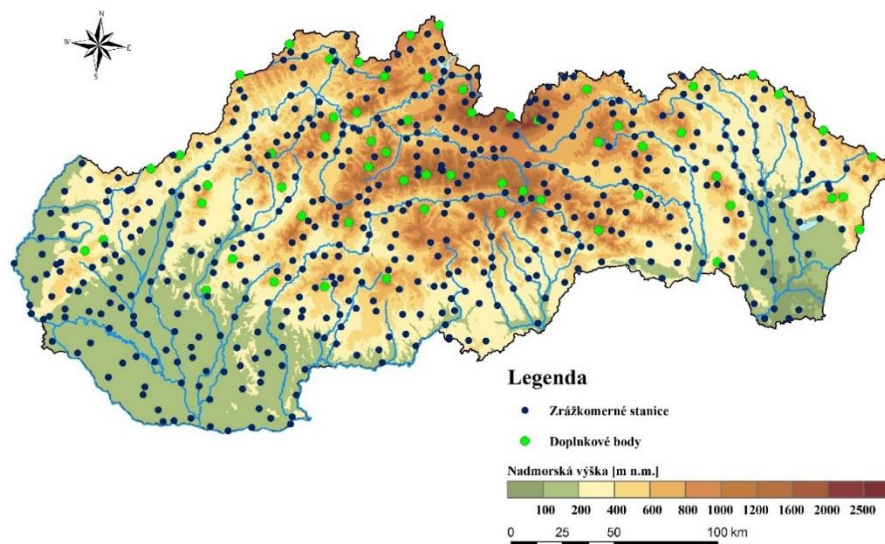 N
W E
S
Legenda
Zrážkomerné stanice
Doplnkové body
Nadmorská výška [m n.m.]
100 200 400 600 800 1000 1200 1600 2000 2500
0 25 50 100 km